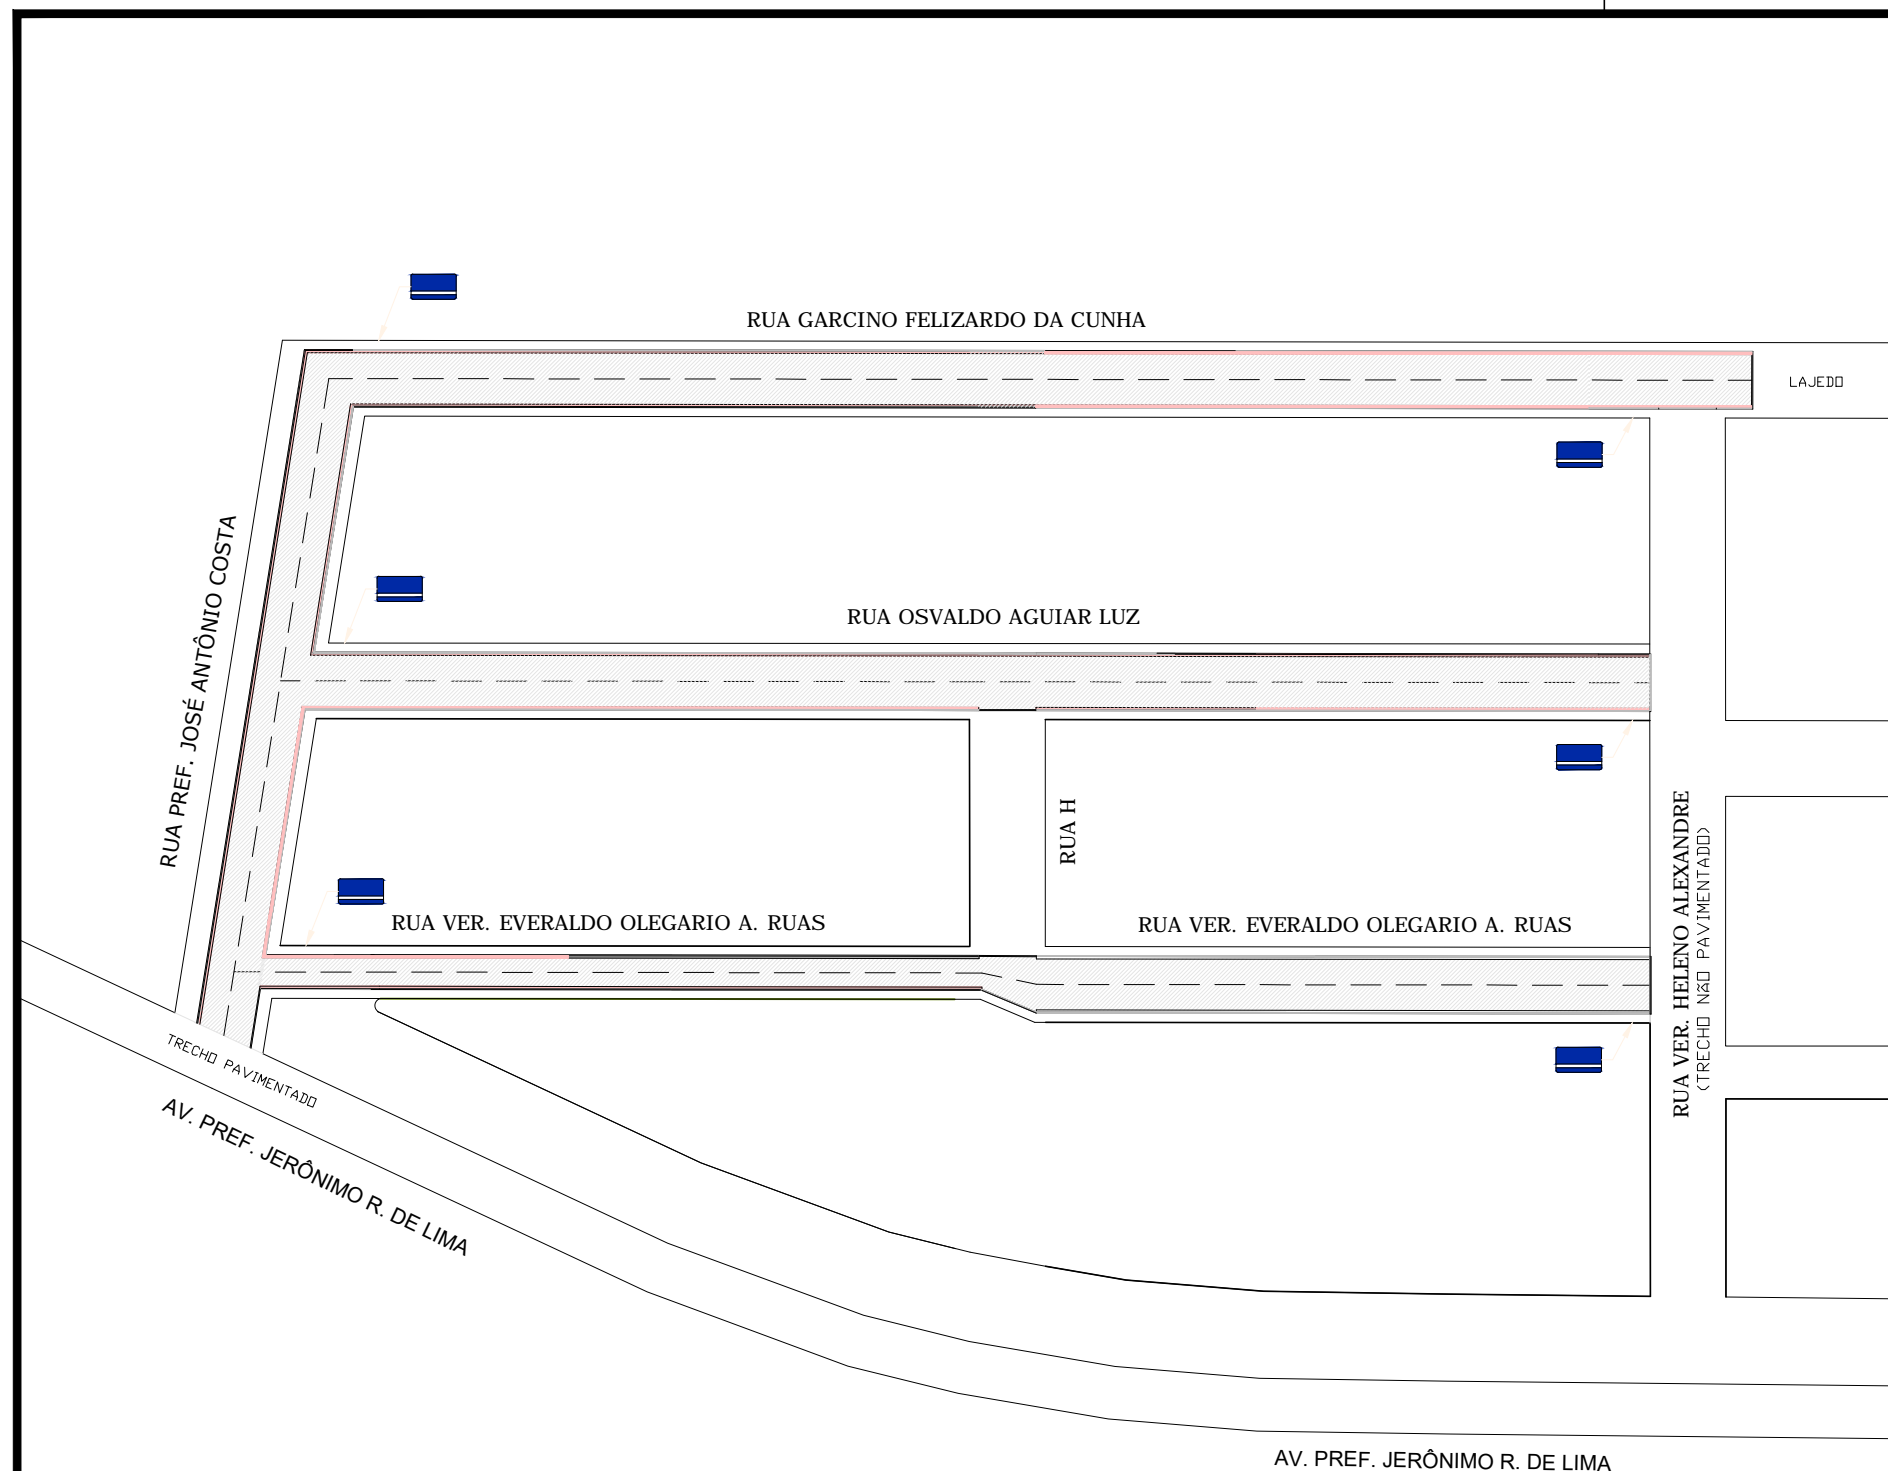 RUA GARCINO FELIZARDO DA CUNHA
LAJEDO
RUA PREF. JOSÉ ANTÔNIO COSTA
RUA OSVALDO AGUIAR LUZ
RUA H
RUA VER. HELENO ALEXANDRE
(TRECHO NÃO PAVIMENTADO)
RUA VER. EVERALDO OLEGARIO A. RUAS
RUA VER. EVERALDO OLEGARIO A. RUAS
TRECHO PAVIMENTADO
AV. PREF. JERÔNIMO R. DE LIMA
AV. PREF. JERÔNIMO R. DE LIMA